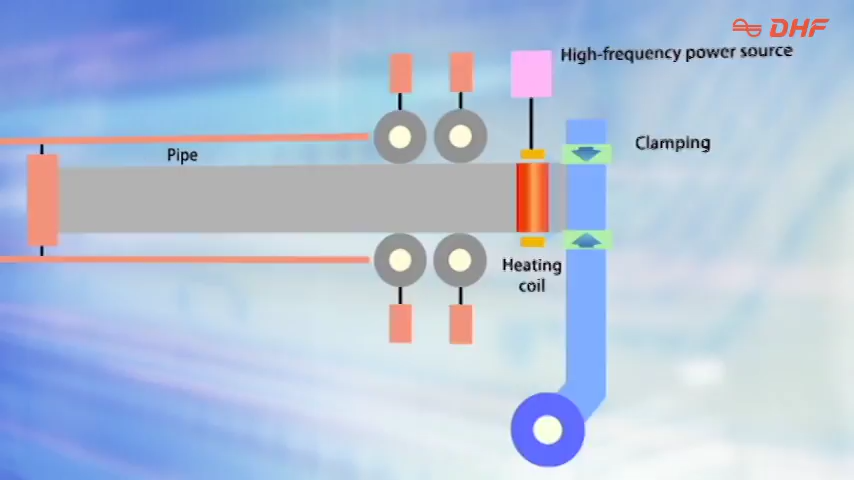 DHF
High-frequency power source
Clamping
Pipe
Heating
coil